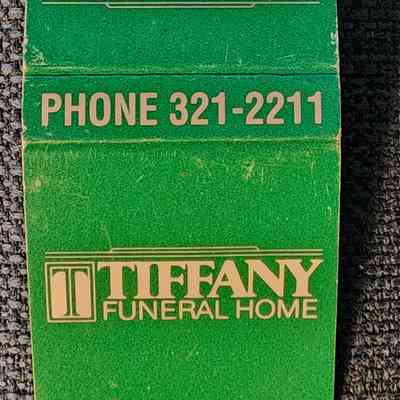 PHONE 321-2211
T TIFFANY
FUNERAL HOME